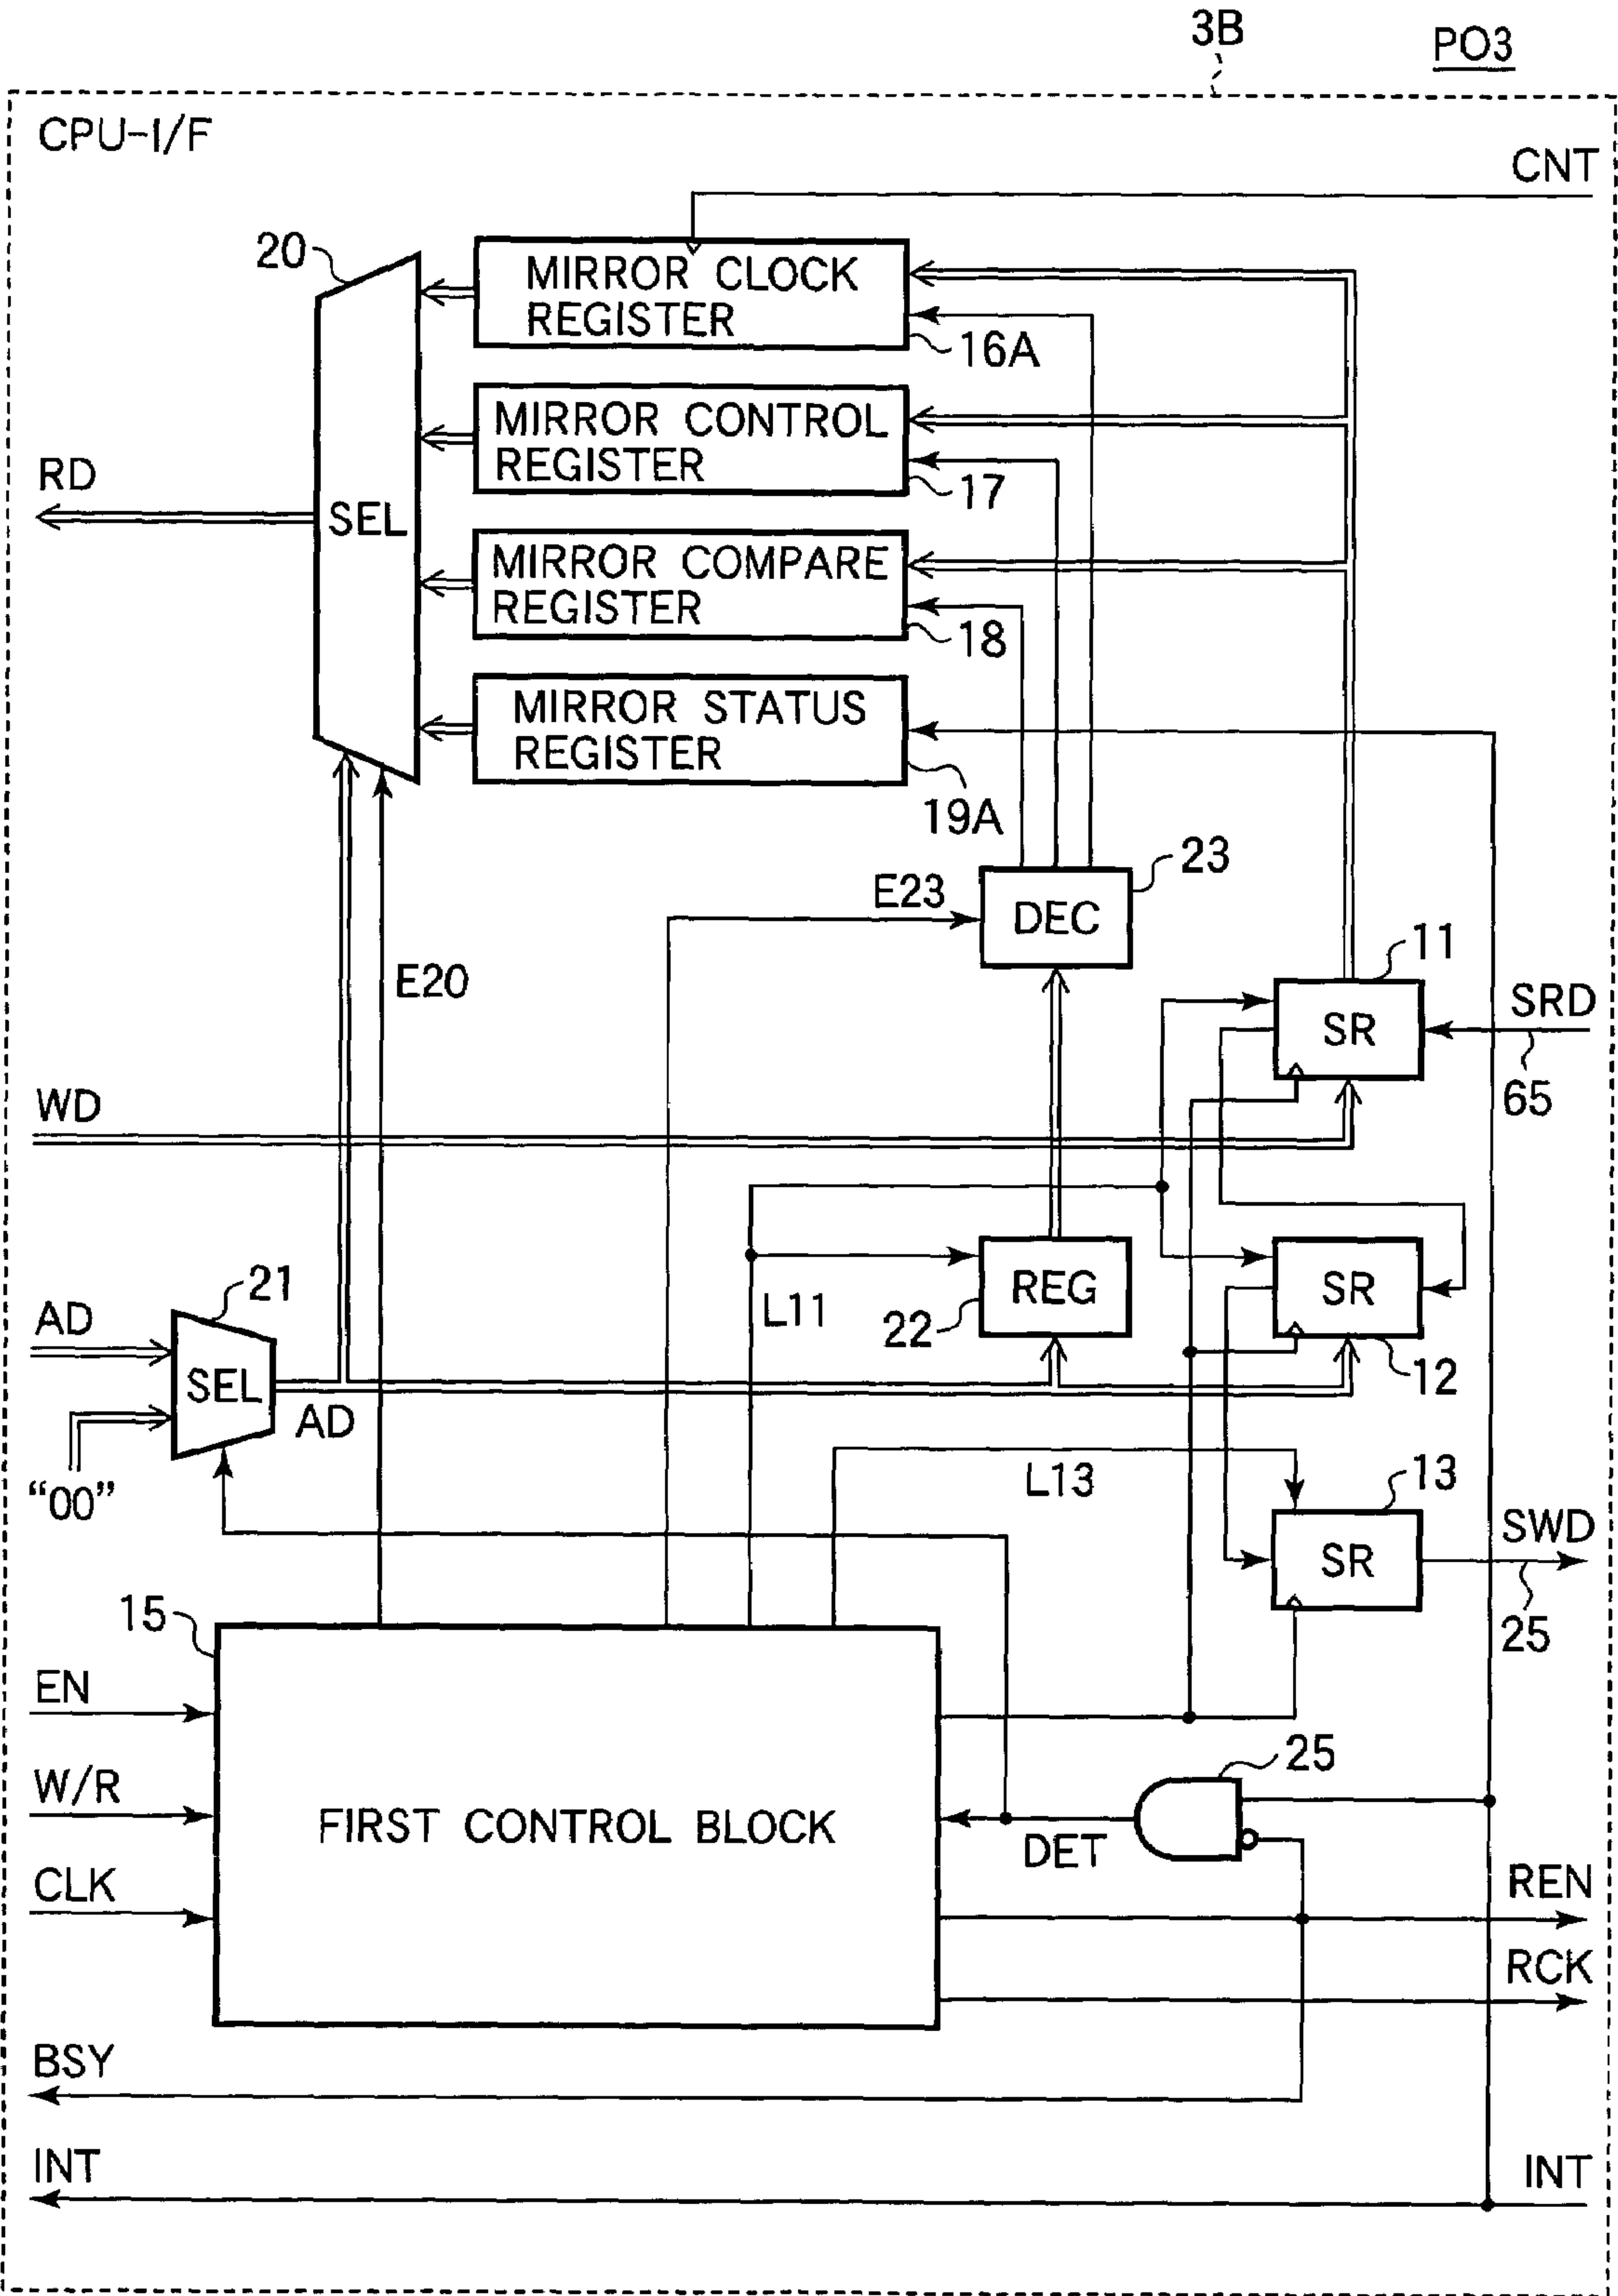 3B
PO3
CPU-I/F
CNT
20
MIRROR CLOCK
REGISTER
16A
MIRROR CONTROL
REGISTER
17
RD
SEL
MIRROR COMPARE
REGISTER
18
MIRROR STATUS
REGISTER
19A
23
E23
DEC
11
E20
SRD
SR
65
WD
21
AD
L11
REG
22
SR
12
SEL
AD
"00"
L13
13
SWD
SR
25
15
EN
25
W/R
FIRST CONTROL BLOCK
DET
CLK
REN
RCK
BSY
INT
INT